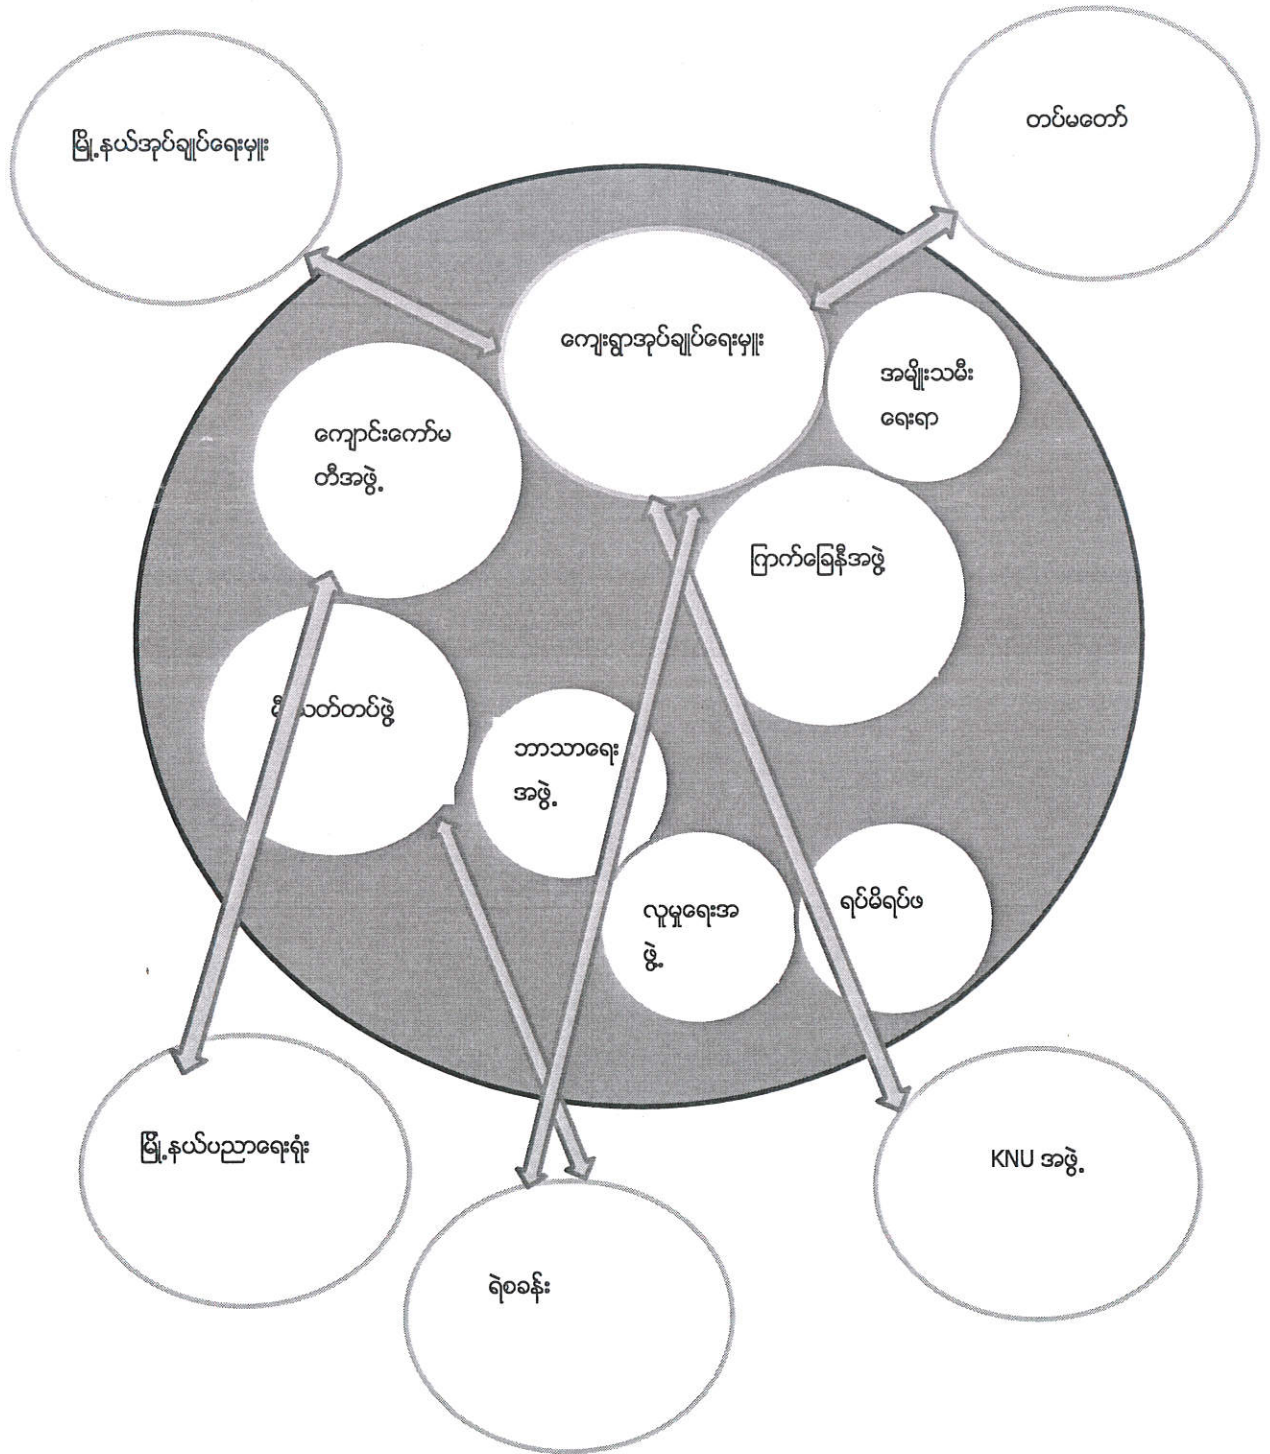 တပ်မတော်
မြို့နယ်အုပ်ချုပ်ရေးမှူး
ကျေးရွာအုပ်ချုပ်ရေးမှူး
အမျိုးသမီး
ရေးရာ
ကျောင်းကော်မ
တီအဖွဲ့
ကြက်ခြေနီအဖွဲ့
တပ်ဖွဲ့
ဘာသာရေး
အဖွဲ့
လူမှုရေးအ
ဖွဲ့
ရပ်မိရပ်ဖ
မြို့နယ်ပညာရေးရုံး
KNU အဖွဲ့
ရဲစခန်း